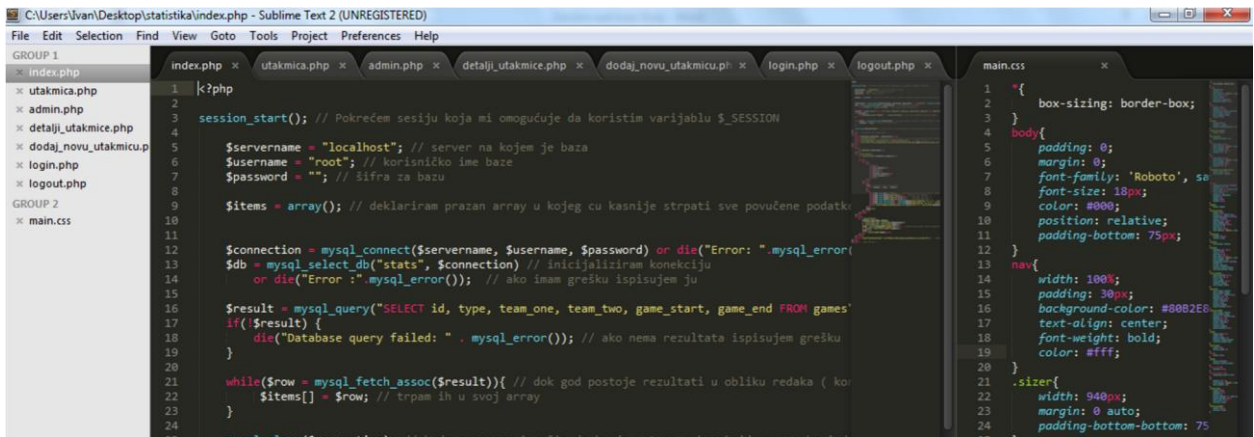 C:\Users\Ivan\Desktop\statistika\index.php - Sublime Text 2 (UNREGISTERED)
File Edit Selection Find View Goto Tools Project Preferences Help
GROUP 1
× index.php
× utakmica.php
× admin.php
× detalji_utakmice.php
× dodaj_novu_utakmicu.p
× login.php
× logout.php
GROUP 2
× main.css
index.php × utakmica.php × admin.php × detalji_utakmice.php × dodaj_novu_utakmicu.ph × login.php × logout.php ×
1 <?php
2
3 session_start(); // Pokrećem sesiju koja mi omogućuje da koristim varijablu $_SESSION
4
5 $servername = "localhost"; // server na kojem je baza
6 $username = "root"; // korisničko ime baze
7 $password = ""; // šifra za bazu
8
9 $items = array(); // deklariram prazan array u kojeg cu kasnije strpati sve povučene podatke
10
11
12 $connection = mysql_connect($servername, $username, $password) or die("Error: ".mysql_error(
13 $db = mysql_select_db("stats", $connection) // inicijaliziram konekciju
14 or die("Error :".mysql_error()); // ako imam grešku ispisujem ju
15
16 $result = mysql_query("SELECT id, type, team_one, team_two, game_start, game_end FROM games"
17 if(!$result) {
18 die("Database query failed: " . mysql_error()); // ako nema rezultata ispisujem grešku
19 }
20
21 while($row = mysql_fetch_assoc($result)){ // dok god postoje rezultati u obliku redaka ( kor
22 $items[] = $row; // trpam ih u svoj array
23 }
24
main.css ×
1 *{
2 box-sizing: border-box;
3 }
4 body{
5 padding: 0;
6 margin: 0;
7 font-family: 'Roboto', sa
8 font-size: 18px;
9 color: #000;
10 position: relative;
11 padding-bottom: 75px;
12 }
13 nav{
14 width: 100%;
15 padding: 30px;
16 background-color: #80B2E8
17 text-align: center;
18 font-weight: bold;
19 color: #fff;
20 }
21 .sizer{
22 width: 940px;
23 margin: 0 auto;
24 padding-bottom-bottom: 75